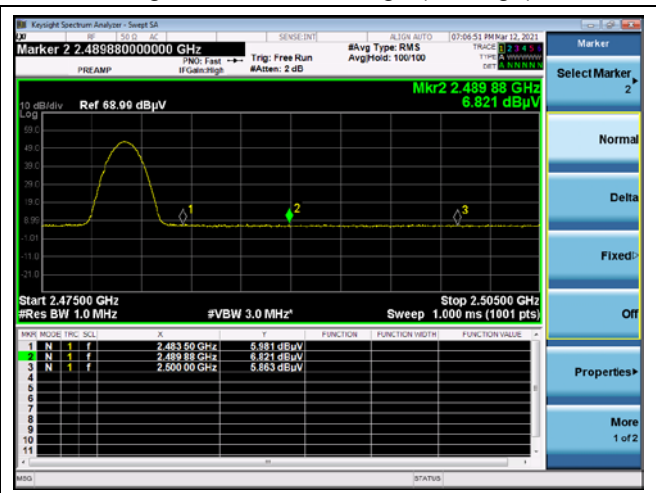 Keysight Spectrum Analyzer - Swept SA
RF 50 Ω AC SENSE:INT ALIGN AUTO 07:06:51 PM Mar 12, 2021
Marker 2 2.489880000000 GHz
PREAMP
PNO: Fast
IFGain:High
Trig: Free Run
#Atten: 2 dB
#Avg Type: RMS
Avg|Hold: 100/100
TRACE 1 2 3 4 5 6
TYPE A WWWWW
DET A N N N N N
Mkr2 2.489 88 GHz
6.821 dBµV
10 dB/div Ref 68.99 dBµV
Log
59.0
49.0
39.0
29.0
19.0
8.99
-1.01
-11.0
-21.0
1
2
3
Start 2.47500 GHz Stop 2.50500 GHz
#Res BW 1.0 MHz #VBW 3.0 MHz* Sweep 1.000 ms (1001 pts)
MKR MODE TRC SCL X Y FUNCTION FUNCTION WIDTH FUNCTION VALUE
1 N 1 f 2.483 50 GHz 5.981 dBµV
2 N 1 f 2.489 88 GHz 6.821 dBµV
3 N 1 f 2.500 00 GHz 5.863 dBµV
4
5
6
7
8
9
10
11
MSG STATUS
Marker
Select Marker
2
Normal
Delta
Fixed
Off
Properties
More
1 of 2